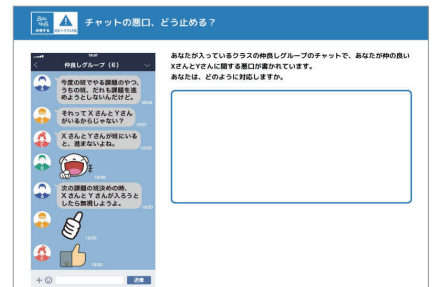 チャットの悪口、どう止める？
仲良しグループ（6）
今度の班でやる課題のやつ、
うちの班、だれも課題を進
めようとしないんだけど。
それってXさんとYさん
がいるからじゃない？
XさんとYさんが班にいる
と、進まないよね。
次の課題の班決めの時、
XさんとYさんが入ろうと
したら無視しようよ。
送信
あなたが入っているクラスの仲良しグループのチャットで、あなたが仲の良い
XさんとYさんに関する悪口が書かれています。
あなたは、どのように対応しますか。